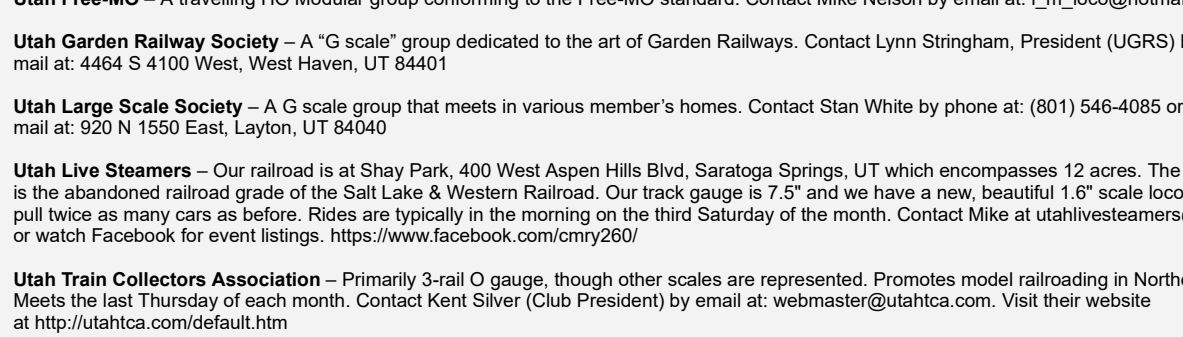 Utah Free-MO – A travelling HO Modular group conforming to the Free-MO standard. Contact Mike Nelson by email at:
Utah Garden Railway Society – A “G scale” group dedicated to the art of Garden Railways. Contact Lynn Stringham, President (UGRS)
mail at: 4464 S 4100 West, West Haven, UT 84401
Utah Large Scale Society – A G scale group that meets in various member’s homes. Contact Stan White by phone at: (801) 546-4085 or
mail at: 920 N 1550 East, Layton, UT 84040
Utah Live Steamers – Our railroad is at Shay Park, 400 West Aspen Hills Blvd, Saratoga Springs, UT which encompasses 12 acres. The
is the abandoned railroad grade of the Salt Lake & Western Railroad. Our track gauge is 7.5" and we have a new, beautiful 1.6" scale loco
pull twice as many cars as before. Rides are typically in the morning on the third Saturday of the month. Contact Mike at utahlivesteamers
or watch Facebook for event listings. https://www.facebook.com/cmry260/
Utah Train Collectors Association – Primarily 3-rail O gauge, though other scales are represented. Promotes model railroading in North
Meets the last Thursday of each month. Contact Kent Silver (Club President) by email at: webmaster@utahtca.com. Visit their website
at http://utahtca.com/default.htm